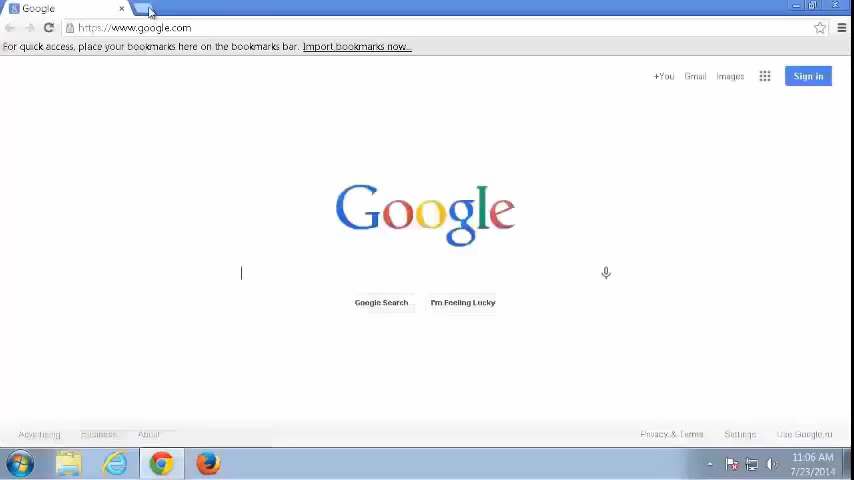 Google
https://www.google.com
For quick access, place your bookmarks here on the bookmarks bar. Import bookmarks now...
+You Gmail Images Sign in
Google
Google Search I'm Feeling Lucky
Advertising Business About Privacy & Terms Settings Use Google.ru
11:06 AM
7/23/2014